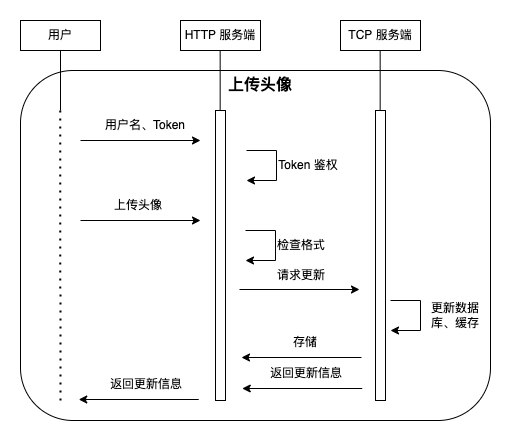 用户
HTTP 服务端
TCP 服务端
上传头像
用户名、Token
Token 鉴权
上传头像
检查格式
请求更新
更新数据
库、缓存
存储
返回更新信息
返回更新信息